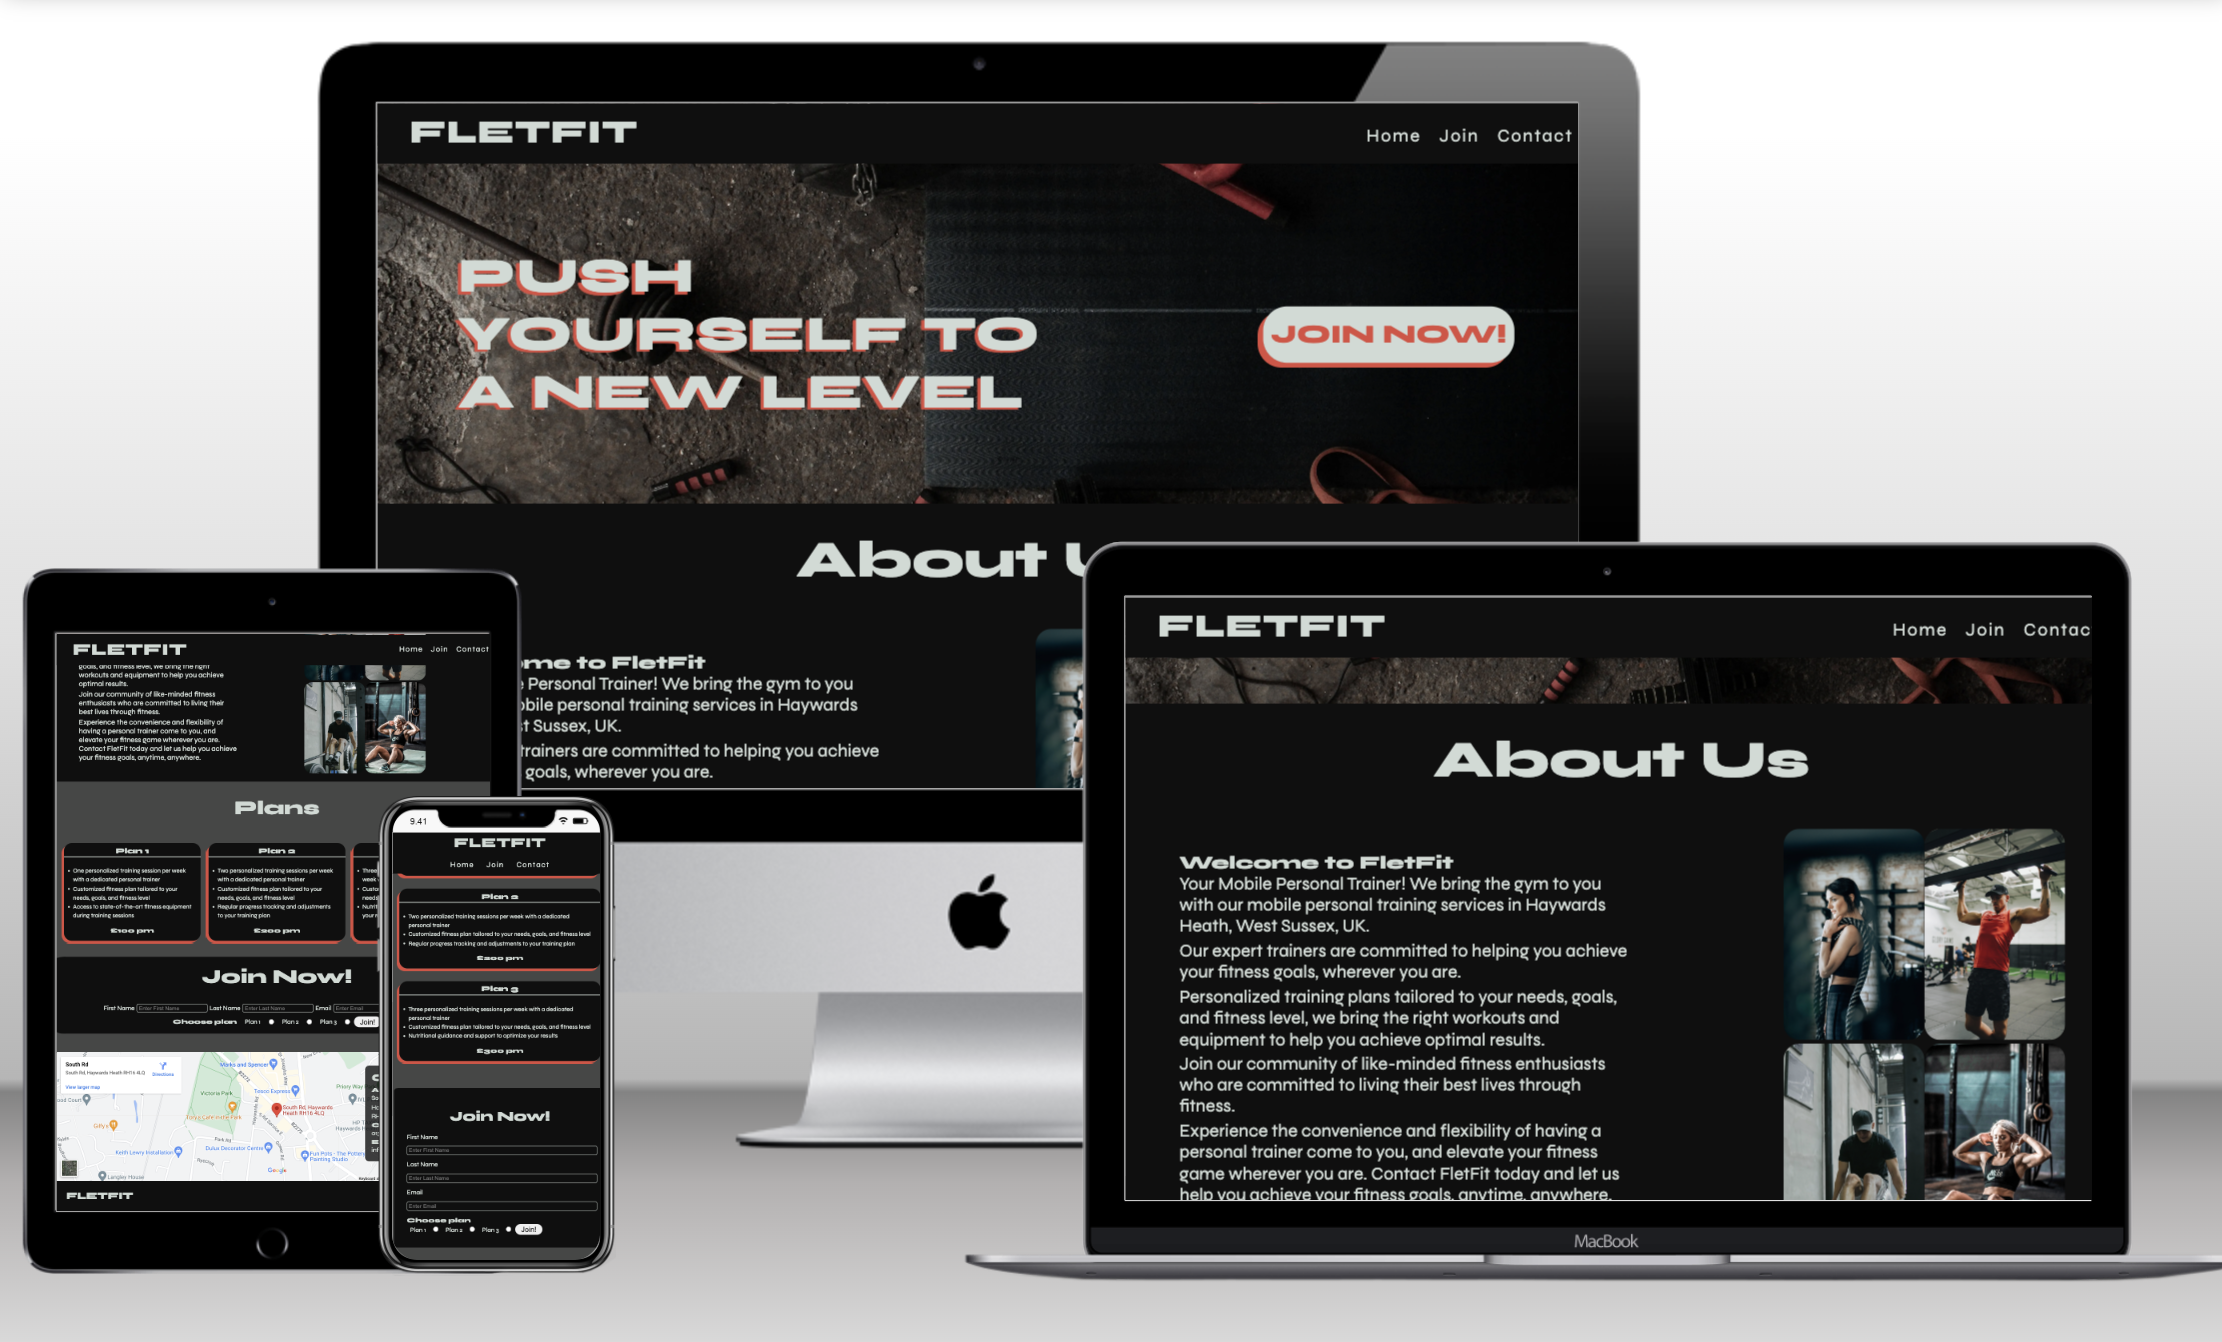 FLETFIT
Home Join Contact
PUSH
YOURSELF TO
A NEW LEVEL
JOIN NOW!
About U
ome to FletFit
e Personal Trainer! We bring the gym to you
obile personal training services in Haywards
st Sussex, UK.
trainers are committed to helping you achieve
goals, wherever you are.
FLETFIT
Home Join Contact
goals, and fitness level, we bring the right
workouts and equipment to help you achieve
optimal results.
Join our community of like-minded fitness
enthusiasts who are committed to living their
best lives through fitness.
Experience the convenience and flexibility of
having a personal trainer come to you, and
elevate your fitness game wherever you are.
Contact FletFit today and let us help you achieve
your fitness goals, anytime, anywhere.
Plans
Plan 1
One personalized training session per week
with a dedicated personal trainer
Customized fitness plan tailored to your
needs, goals, and fitness level
Access to state-of-the-art fitness equipment
during training sessions
£100 pm
Plan 2
Two personalized training sessions per week
with a dedicated personal trainer
Customized fitness plan tailored to your
needs, goals, and fitness level
Regular progress tracking and adjustments
to your training plan
£200 pm
Three
week
Custo
needs
Nutrit
your r
Join Now!
First Name Enter First Name Last Name Enter Last Name Email Enter Email
Choose plan Plan 1 Plan 2 Plan 3 Join!
South Rd
South Rd, Haywards Heath RH16 4LQ
Directions
View larger map
Marks and Spencer
Tesco Express
Victoria Park
South Rd, Haywards
Heath RH16 4LQ
Gilly's
Park Rd
Keith Lewry Installation
Dulux Decorator Centre
Fun Pots - The Pottery
Painting Studio
Langley House
Google
FLETFIT
9.41
FLETFIT
Home Join Contact
Plan 2
Two personalized training sessions per week with a dedicated
personal trainer
Customized fitness plan tailored to your needs, goals, and fitness level
Regular progress tracking and adjustments to your training plan
£200 pm
Plan 3
Three personalized training sessions per week with a dedicated
personal trainer
Customized fitness plan tailored to your needs, goals, and fitness level
Nutritional guidance and support to optimize your results
£300 pm
Join Now!
First Name
Enter First Name
Last Name
Enter Last Name
Email
Enter Email
Choose plan
Plan 1 Plan 2 Plan 3 Join!
FLETFIT
Home Join Contac
About Us
Welcome to FletFit
Your Mobile Personal Trainer! We bring the gym to you
with our mobile personal training services in Haywards
Heath, West Sussex, UK.
Our expert trainers are committed to helping you achieve
your fitness goals, wherever you are.
Personalized training plans tailored to your needs, goals,
and fitness level, we bring the right workouts and
equipment to help you achieve optimal results.
Join our community of like-minded fitness enthusiasts
who are committed to living their best lives through
fitness.
Experience the convenience and flexibility of having a
personal trainer come to you, and elevate your fitness
game wherever you are. Contact FletFit today and let us
help you achieve your fitness goals, anytime, anywhere.
MacBook